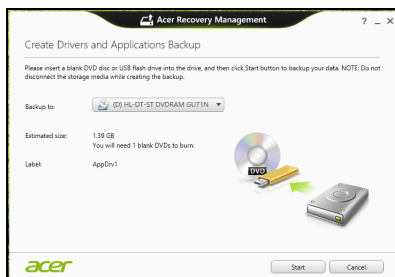 Acer Recovery Management
? _ ×
Create Drivers and Applications Backup
Please insert a blank DVD disc or USB flash drive into the drive, and then click Start button to backup your data. NOTE: Do not
disconnect the storage media while creating the backup.
Backup to: (D) HL-DT-ST DVDRAM GU71N
Estimated size: 1.39 GB
You will need 1 blank DVDs to burn.
Label: AppDrv1
DVD
acer
Start Cancel